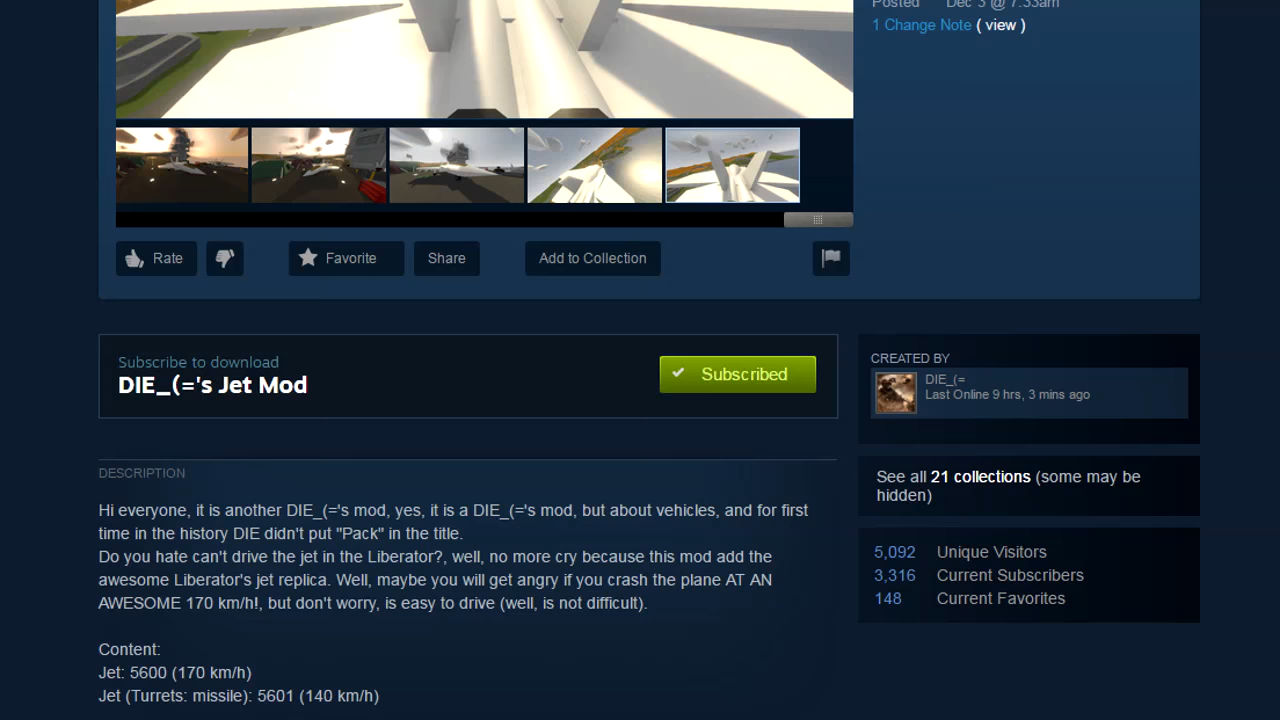 Posted Dec 3 @ 7:33am
1 Change Note ( view )
Rate
Favorite
Share
Add to Collection
Subscribe to download
DIE_(='s Jet Mod
Subscribed
CREATED BY
DIE_(=
Last Online 9 hrs, 3 mins ago
See all 21 collections (some may be
hidden)
5,092 Unique Visitors
3,316 Current Subscribers
148 Current Favorites
DESCRIPTION
Hi everyone, it is another DIE_(='s mod, yes, it is a DIE_(='s mod, but about vehicles, and for first
time in the history DIE didn't put "Pack" in the title.
Do you hate can't drive the jet in the Liberator?, well, no more cry because this mod add the
awesome Liberator's jet replica. Well, maybe you will get angry if you crash the plane AT AN
AWESOME 170 km/h!, but don't worry, is easy to drive (well, is not difficult).
Content:
Jet: 5600 (170 km/h)
Jet (Turrets: missile): 5601 (140 km/h)